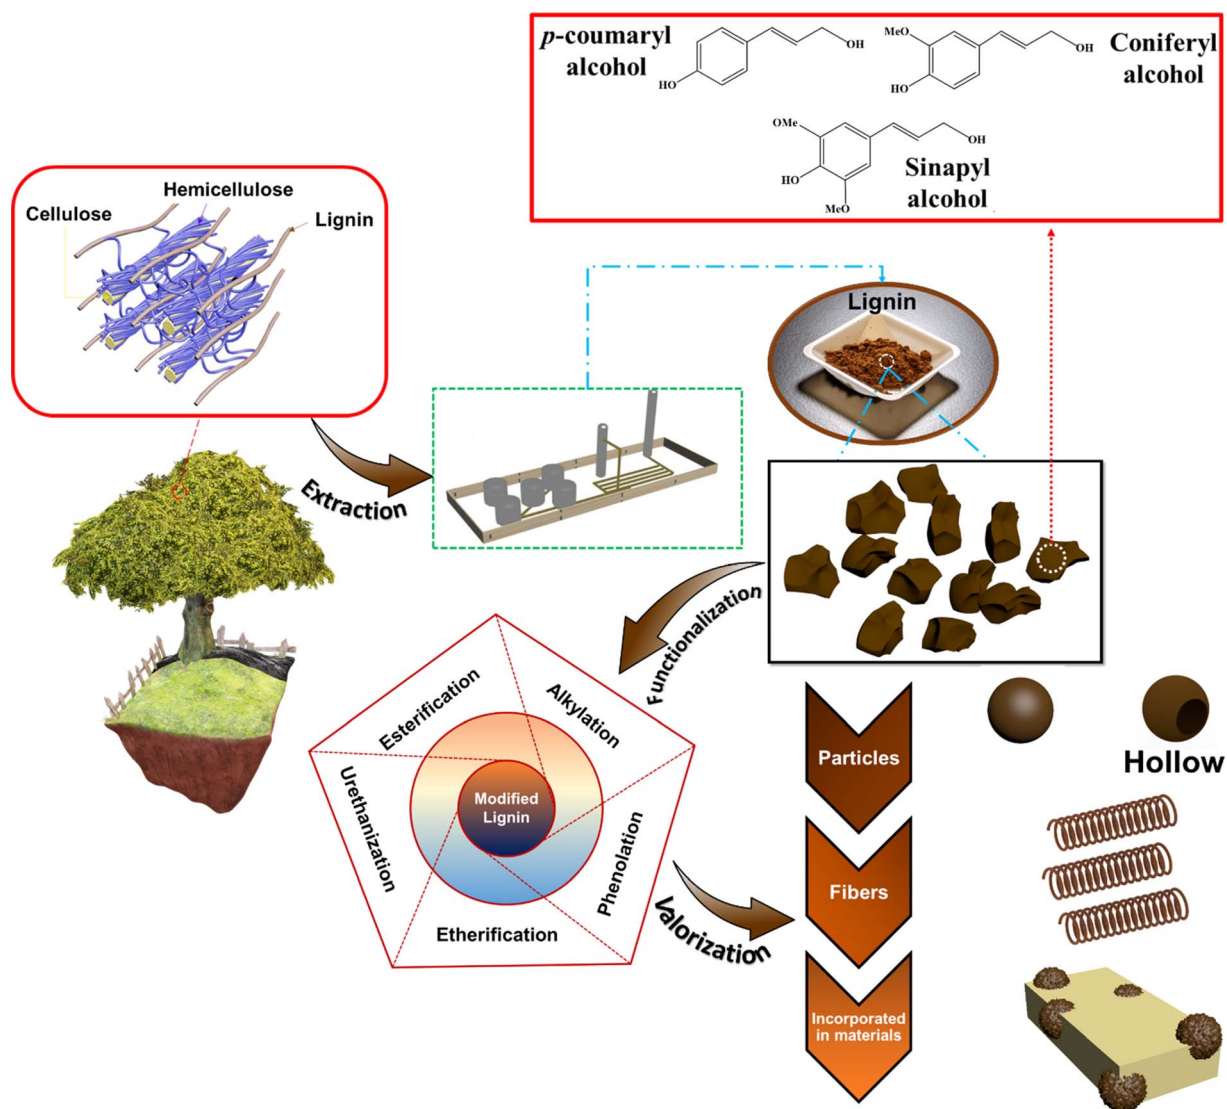 p-coumaryl
alcohol
OH
HO
MeO
OH
HO
Coniferyl
alcohol
OMe
OH
HO
MeO
Sinapyl
alcohol
Hemicellulose
Cellulose
Lignin
Lignin
Extraction
Functionalization
Esterification
Alkylation
Urethanization
Modified
Lignin
Phenolation
Etherification
Valorization
Particles
Hollow
Fibers
Incorporated
in materials